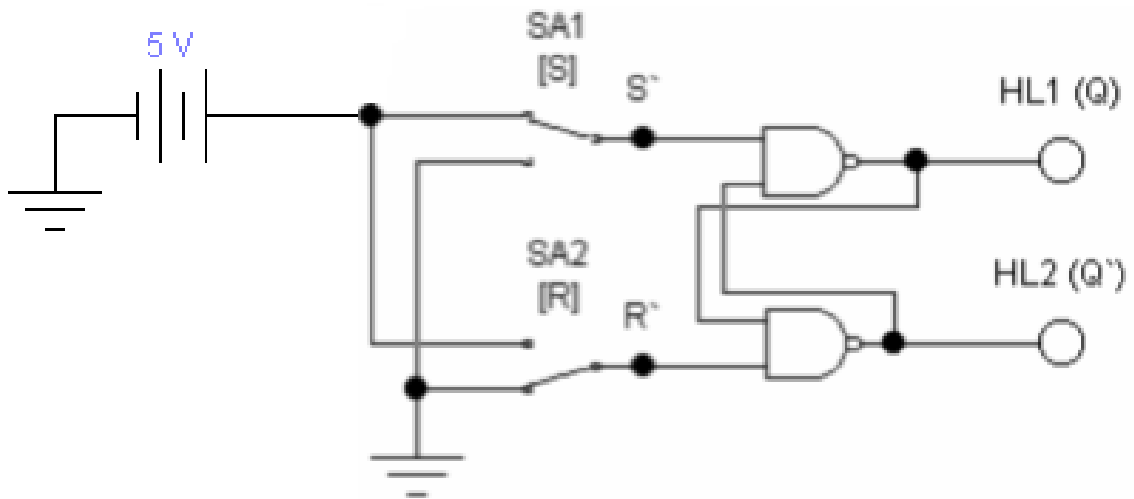 5 V
SA1
[S]
S`
HL1 (Q)
SA2
[R]
R`
HL2 (Q`)